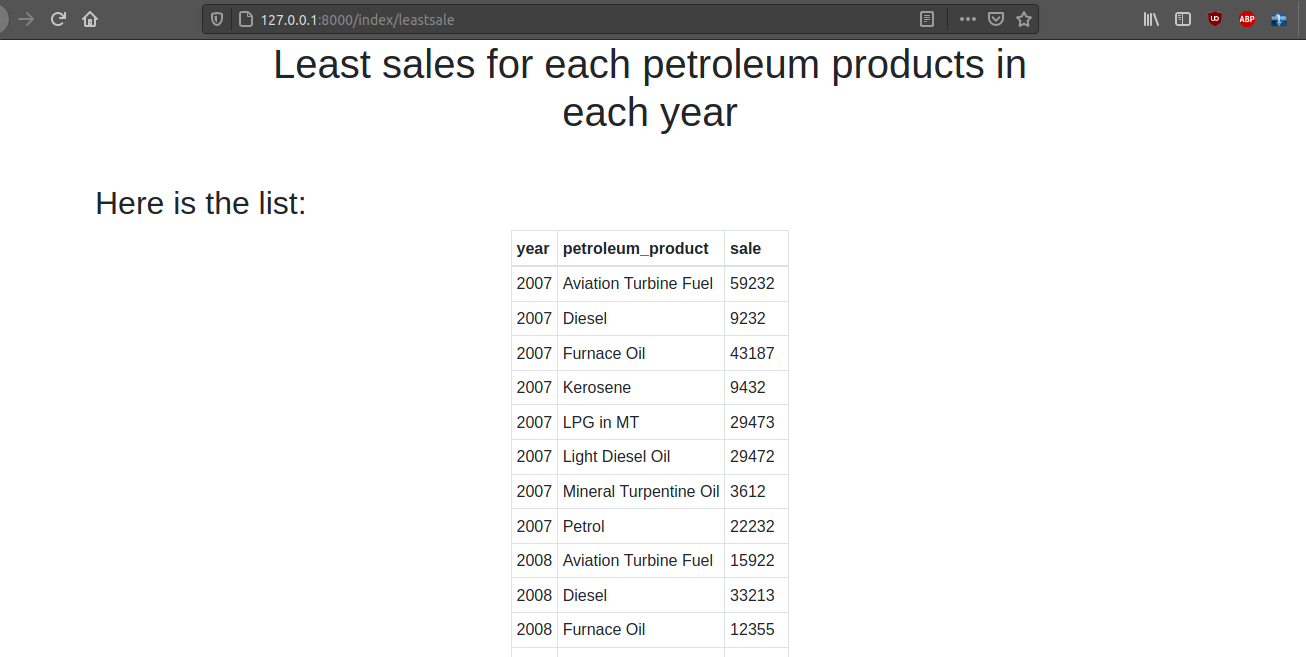 127.0.0.1:8000/index/leastsale
UD
ABP
Least sales for each petroleum products in
each year
Here is the list:
year petroleum_product sale
2007 Aviation Turbine Fuel 59232
2007 Diesel 9232
2007 Furnace Oil 43187
2007 Kerosene 9432
2007 LPG in MT 29473
2007 Light Diesel Oil 29472
2007 Mineral Turpentine Oil 3612
2007 Petrol 22232
2008 Aviation Turbine Fuel 15922
2008 Diesel 33213
2008 Furnace Oil 12355